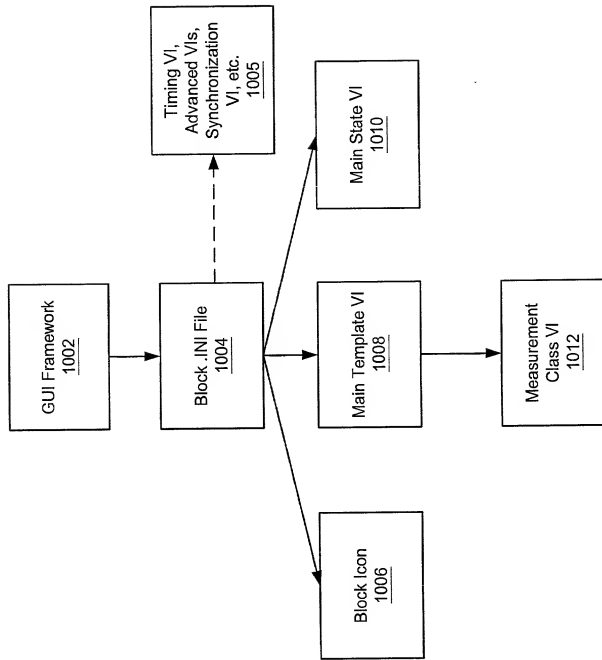 GUI Framework
1002
Block .INI File
1004
Timing VI,
Advanced VIs,
Synchronization
VI, etc.
1005
Block Icon
1006
Main Template VI
1008
Main State VI
1010
Measurement
Class VI
1012